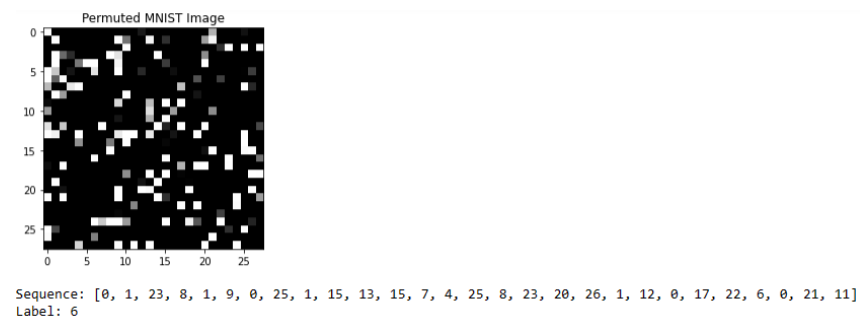 Permuted MNIST Image
0
5
10
15
20
25
0 5 10 15 20 25
Sequence: [0, 1, 23, 8, 1, 9, 0, 25, 1, 15, 13, 15, 7, 4, 25, 8, 23, 20, 26, 1, 12, 0, 17, 22, 6, 0, 21, 11]
Label: 6